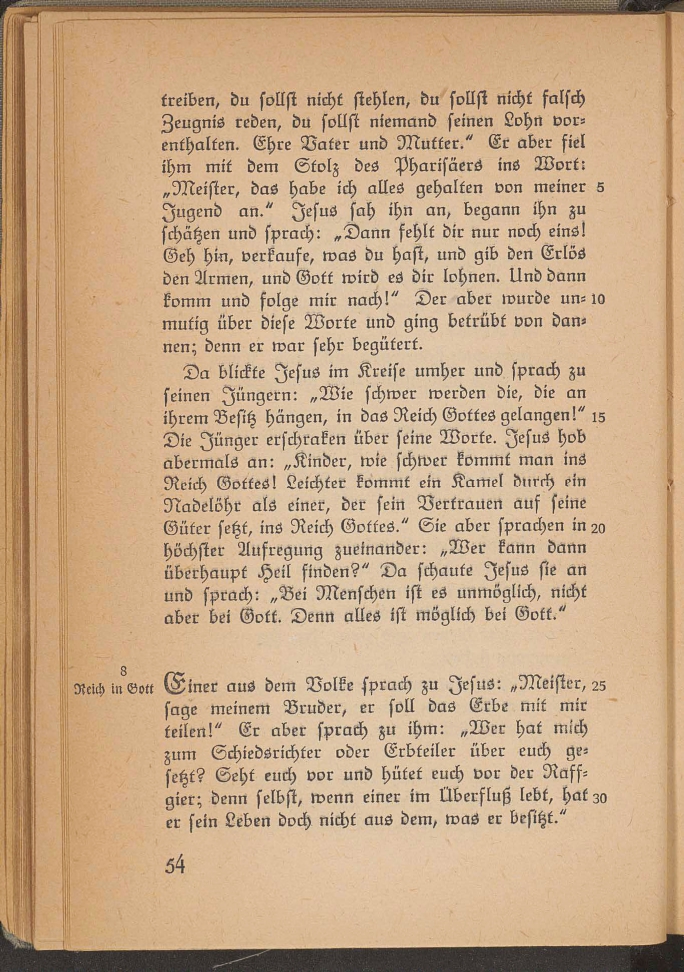 treiben, du sollst nicht stehlen, du sollst nicht falsch
Zeugnis reden, du sollst niemand seinen Lohn vor-
enthalten. Ehre Vater und Mutter.“ Er aber fiel
ihm mit dem Stolz des Pharisäers ins Wort:
„Meister, das habe ich alles gehalten von meiner 5
Jugend an.“ Jesus sah ihn an, begann ihn zu
schätzen und sprach: „Dann fehlt dir nur noch eins!
Geh hin, verkaufe, was du hast, und gib den Erlös
den Armen, und Gott wird es dir lohnen. Und dann
komm und folge mir nach!“ Der aber wurde un- 10
mutig über diese Worte und ging betrübt von dan-
nen; denn er war sehr begütert.
Da blickte Jesus im Kreise umher und sprach zu
seinen Jüngern: „Wie schwer werden die, die an
ihrem Besitz hängen, in das Reich Gottes gelangen!“ 15
Die Jünger erschraken über seine Worte. Jesus hob
abermals an: „Kinder, wie schwer kommt man ins
Reich Gottes! Leichter kommt ein Kamel durch ein
Nadelöhr als einer, der sein Vertrauen auf seine
Güter setzt, ins Reich Gottes.“ Sie aber sprachen in 20
höchster Aufregung zueinander: „Wer kann dann
überhaupt Heil finden?“ Da schaute Jesus sie an
und sprach: „Bei Menschen ist es unmöglich, nicht
aber bei Gott. Denn alles ist möglich bei Gott.“
8
Reich in Gott Einer aus dem Volke sprach zu Jesus: „Meister, 25
sage meinem Bruder, er soll das Erbe mit mir
teilen!“ Er aber sprach zu ihm: „Wer hat mich
zum Schiedsrichter oder Erbteiler über euch ge-
setzt? Seht euch vor und hütet euch vor der Raff-
gier; denn selbst, wenn einer im Überfluß lebt, hat 30
er sein Leben doch nicht aus dem, was er besitzt.“
54